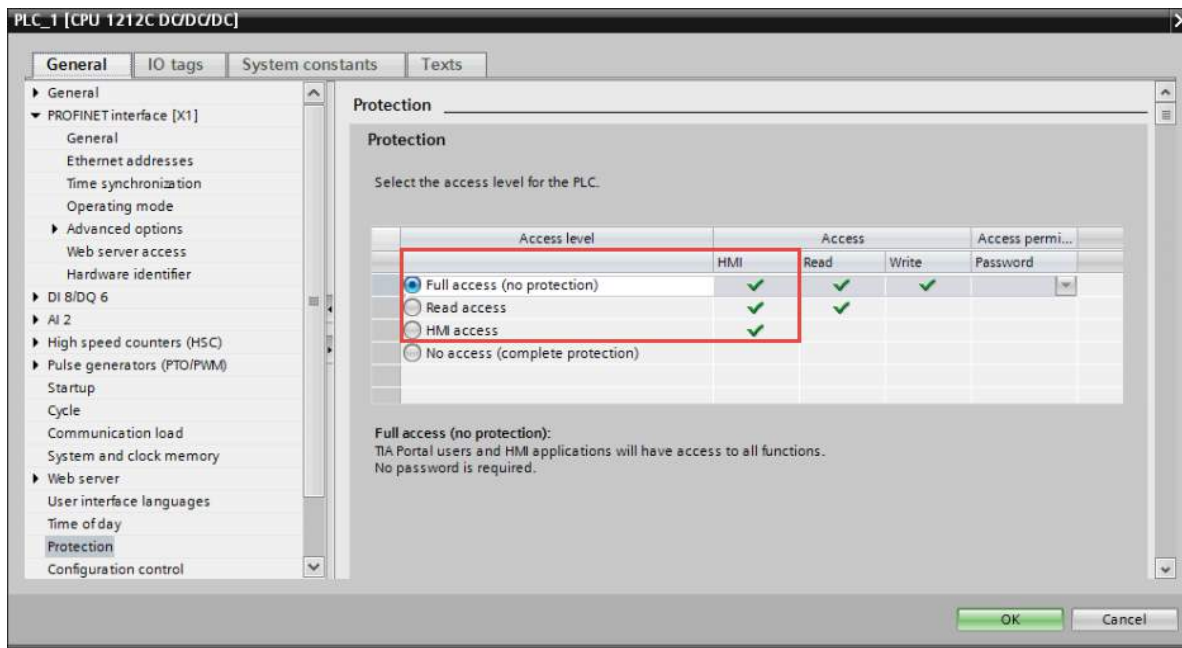 PLC_1 [CPU 1212C DC/DC/DC]
General IO tags System constants Texts
General
PROFINET interface [X1]
General
Ethernet addresses
Time synchronization
Operating mode
Advanced options
Web server access
Hardware identifier
DI 8/DQ 6
AI 2
High speed counters (HSC)
Pulse generators (PTO/PWM)
Startup
Cycle
Communication load
System and clock memory
Web server
User interface languages
Time of day
Protection
Configuration control
Protection
Protection
Select the access level for the PLC.
Access level Access Access permi...
HMI Read Write Password
Full access (no protection)
Read access
HMI access
No access (complete protection)
Full access (no protection):
TIA Portal users and HMI applications will have access to all functions.
No password is required.
OK Cancel